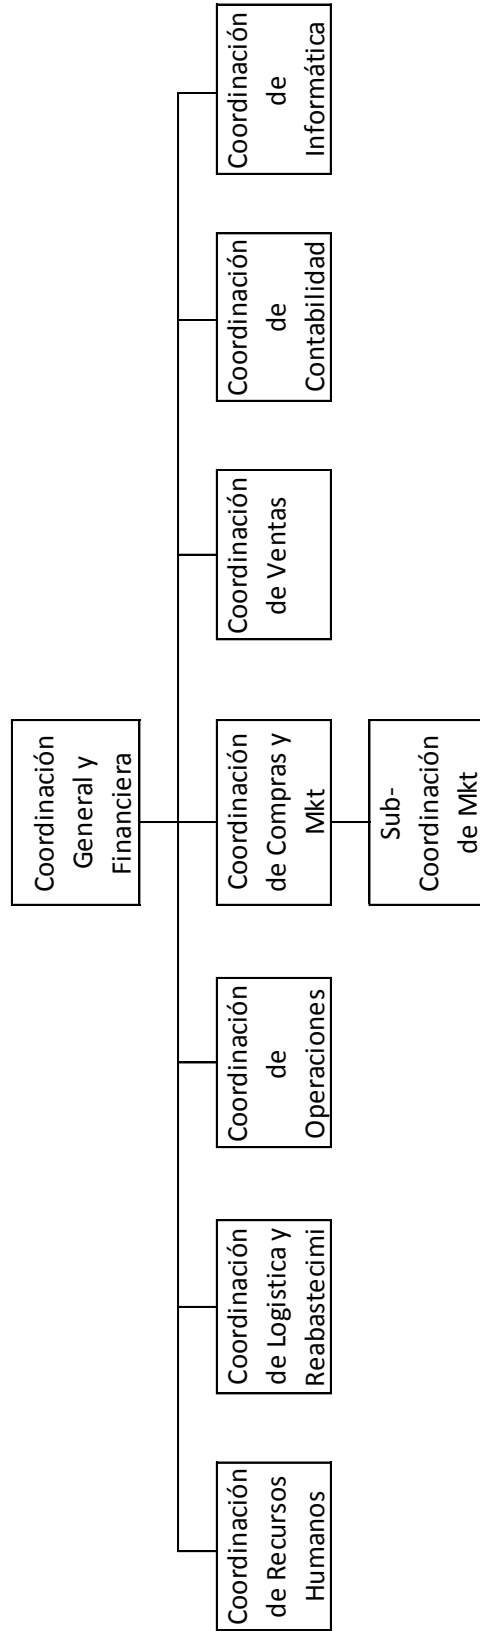 Coordinación
General y
Financiera
Coordinación
de Recursos
Humanos
Coordinación
de Logistica y
Reabastecimi
Coordinación
de
Operaciones
Coordinación
de Compras y
Mkt
Coordinación
de Ventas
Coordinación
de
Contabilidad
Coordinación
de
Informática
Sub-
Coordinación
de Mkt